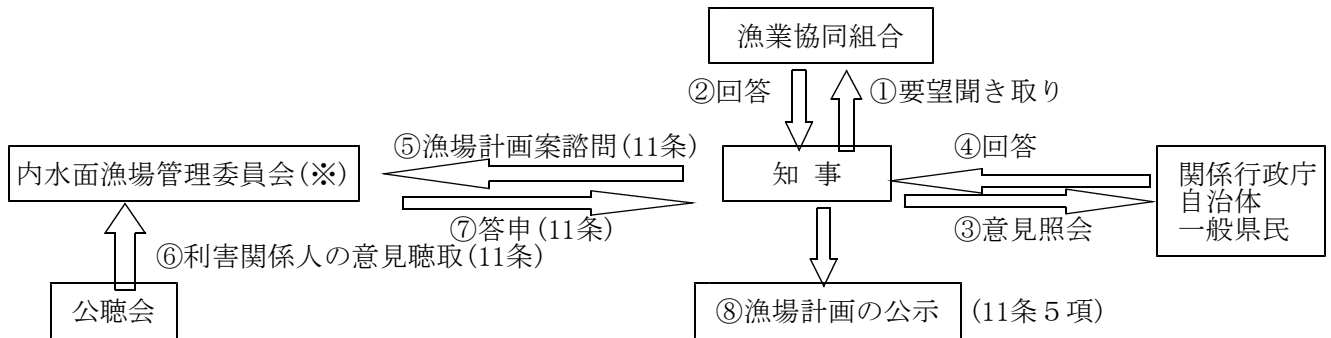 漁業協同組合
②回答
①要望聞き取り
⑤漁場計画案諮問(11条)
④回答
内水面漁場管理委員会(※)
知 事
関係行政庁
自治体
一般県民
⑦答申(11条)
③意見照会
⑥利害関係人の意見聴取(11条)
公聴会
⑧漁場計画の公示
(11条５項)